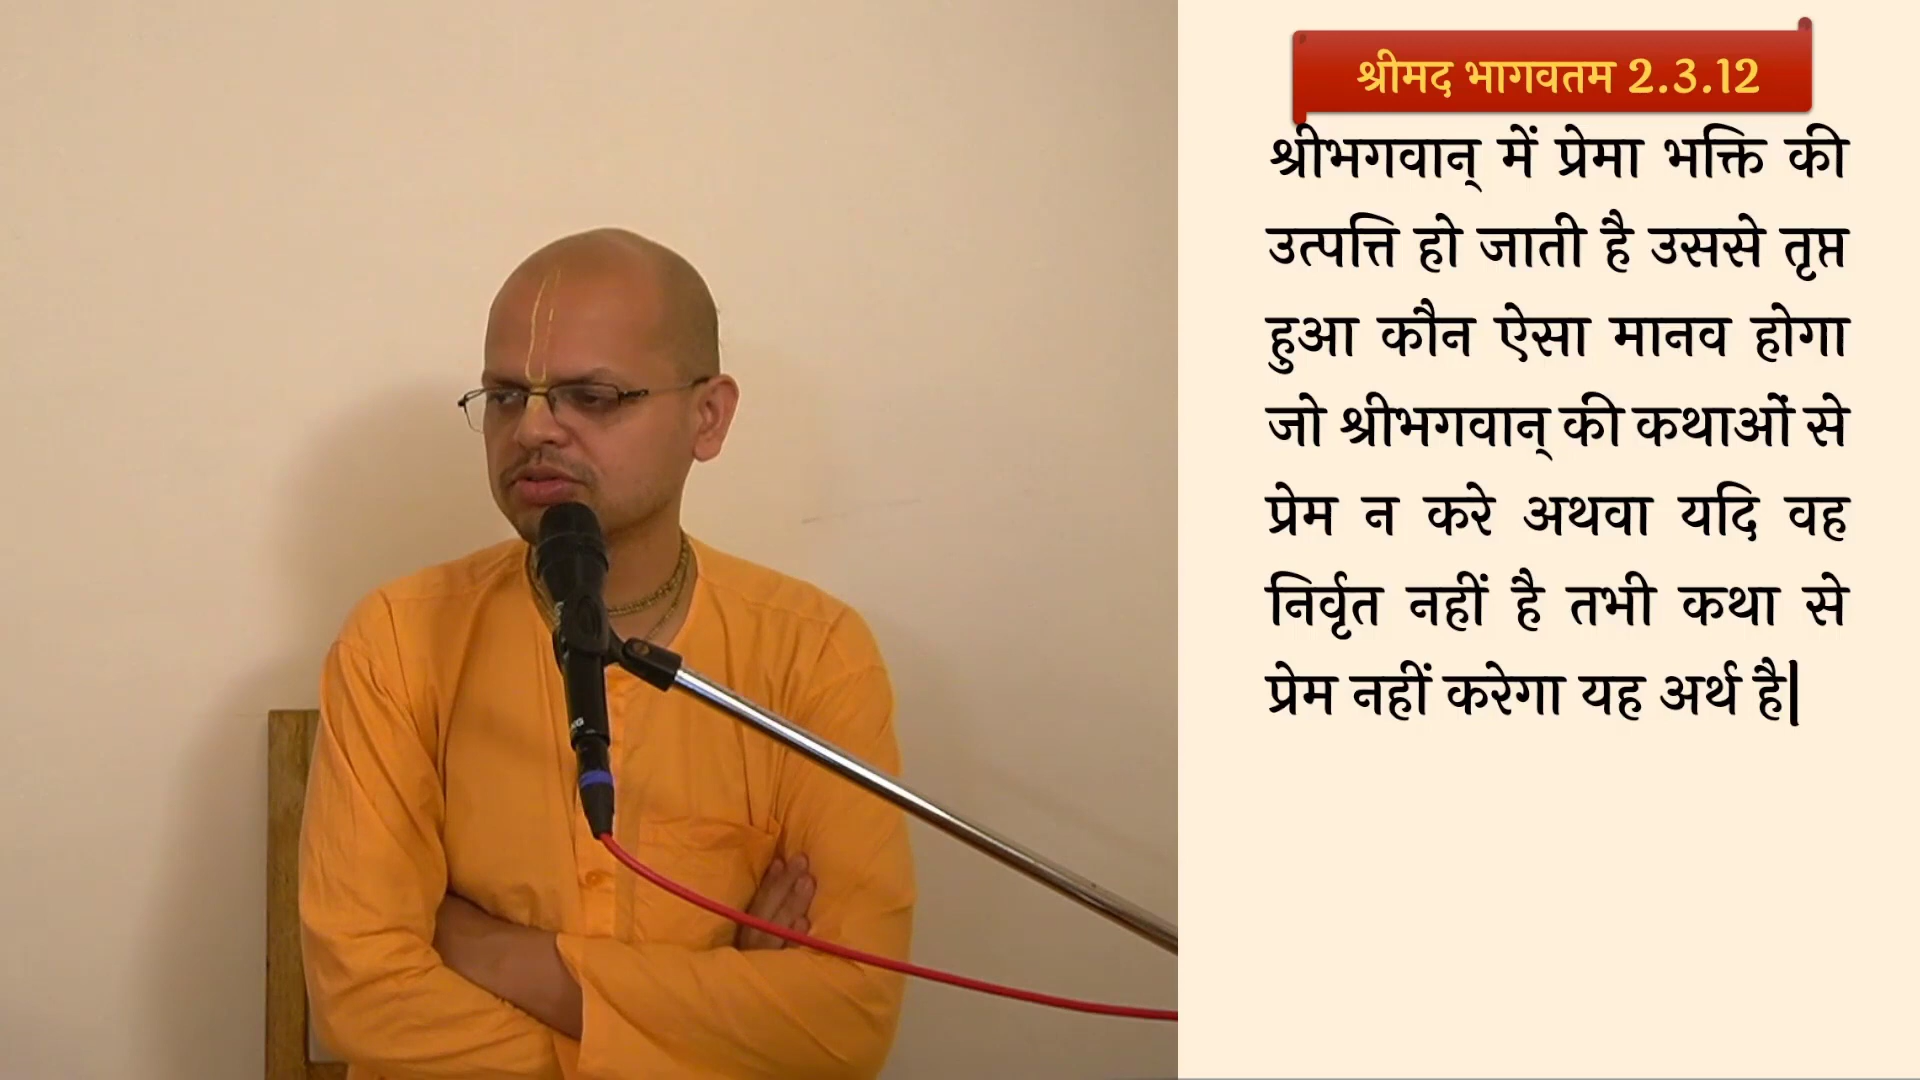 श्रीमद भागवतम 2.3.12
श्रीभगवान् में प्रेमा भक्ति की
उत्पत्ति हो जाती है उससे तृप्त
हुआ कौन ऐसा मानव होगा
जो श्रीभगवान् की कथाओं से
प्रेम न करे अथवा यदि वह
निर्वृत नहीं है तभी कथा से
प्रेम नहीं करेगा यह अर्थ है|